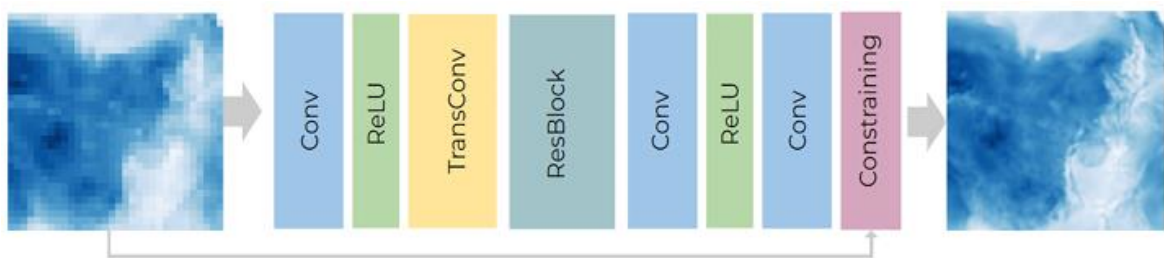 Conv
ReLU
TransConv
ResBlock
Conv
ReLU
Conv
Constraining